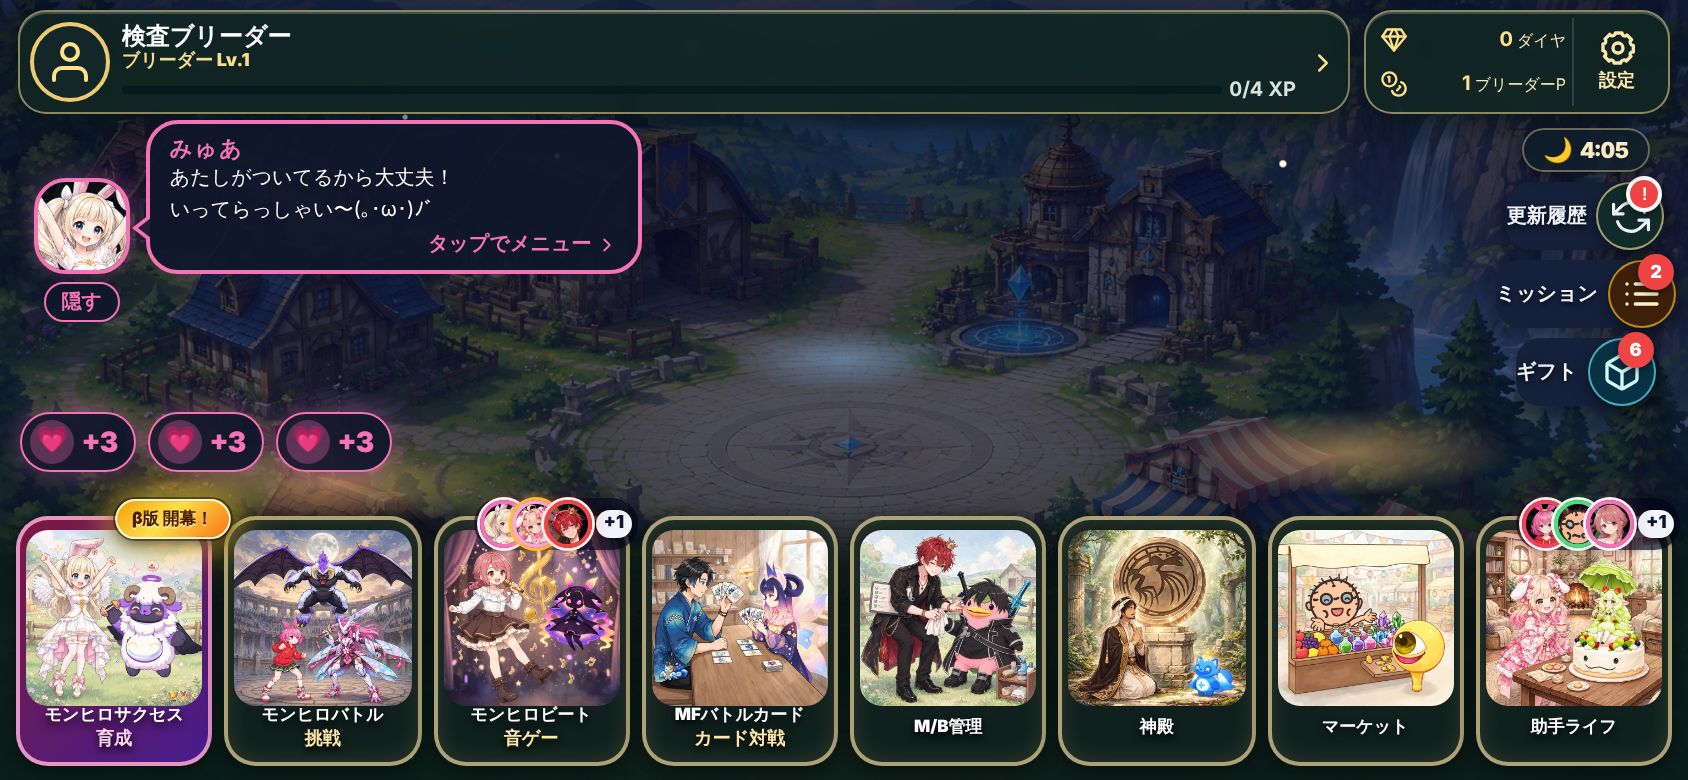 検査ブリーダー
ブリーダー Lv.1
0/4 XP
0 ダイヤ
1 ブリーダーP
設定
みゅあ
あたしがついてるから大丈夫！
いってらっしゃい〜(｡･ω･)ﾉﾞ
タップでメニュー
隠す
4:05
!
更新履歴
2
ミッション
6
ギフト
+3
+3
+3
β版 開幕！
+1
+1
モンヒロサクセス
育成
モンヒロバトル
挑戦
モンヒロビート
音ゲー
MFバトルカード
カード対戦
M/B管理
神殿
マーケット
助手ライフ